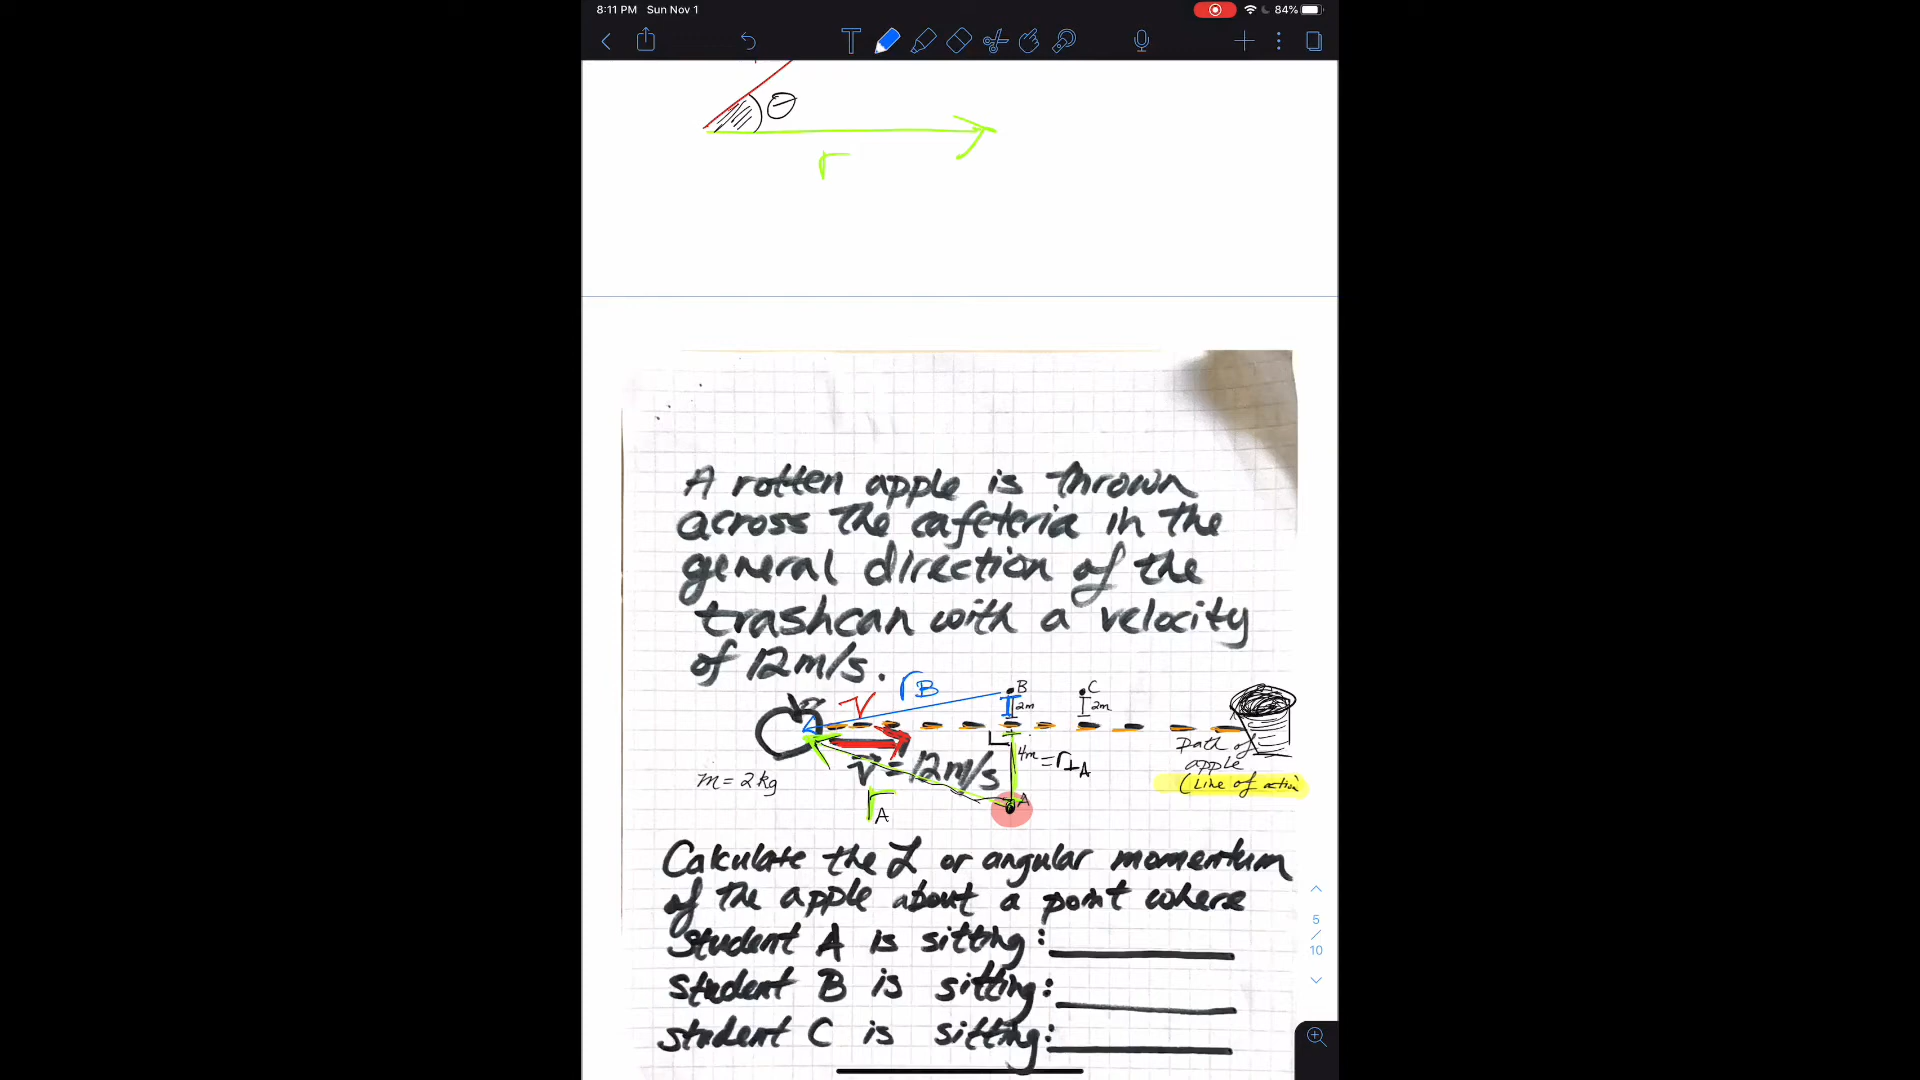 8:11 PM Sun Nov 1
84%
θ
r
A rotten apple is thrown
across the cafeteria in the
general direction of the
trashcan with a velocity
of 12m/s.
V
rB
B
2m
C
2m
4m = r⊥A
V = 12m/s
m = 2kg
rA
A
Path of
apple
(Line of action
Calculate the L or angular momentum
of the apple about a point where
student A is sitting:
student B is sitting:
student C is sitting:
5
/
10